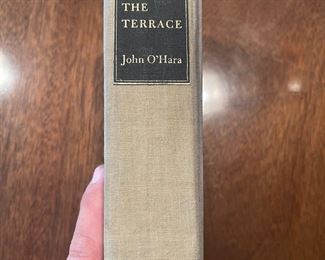 THE
TERRACE
John O'Hara